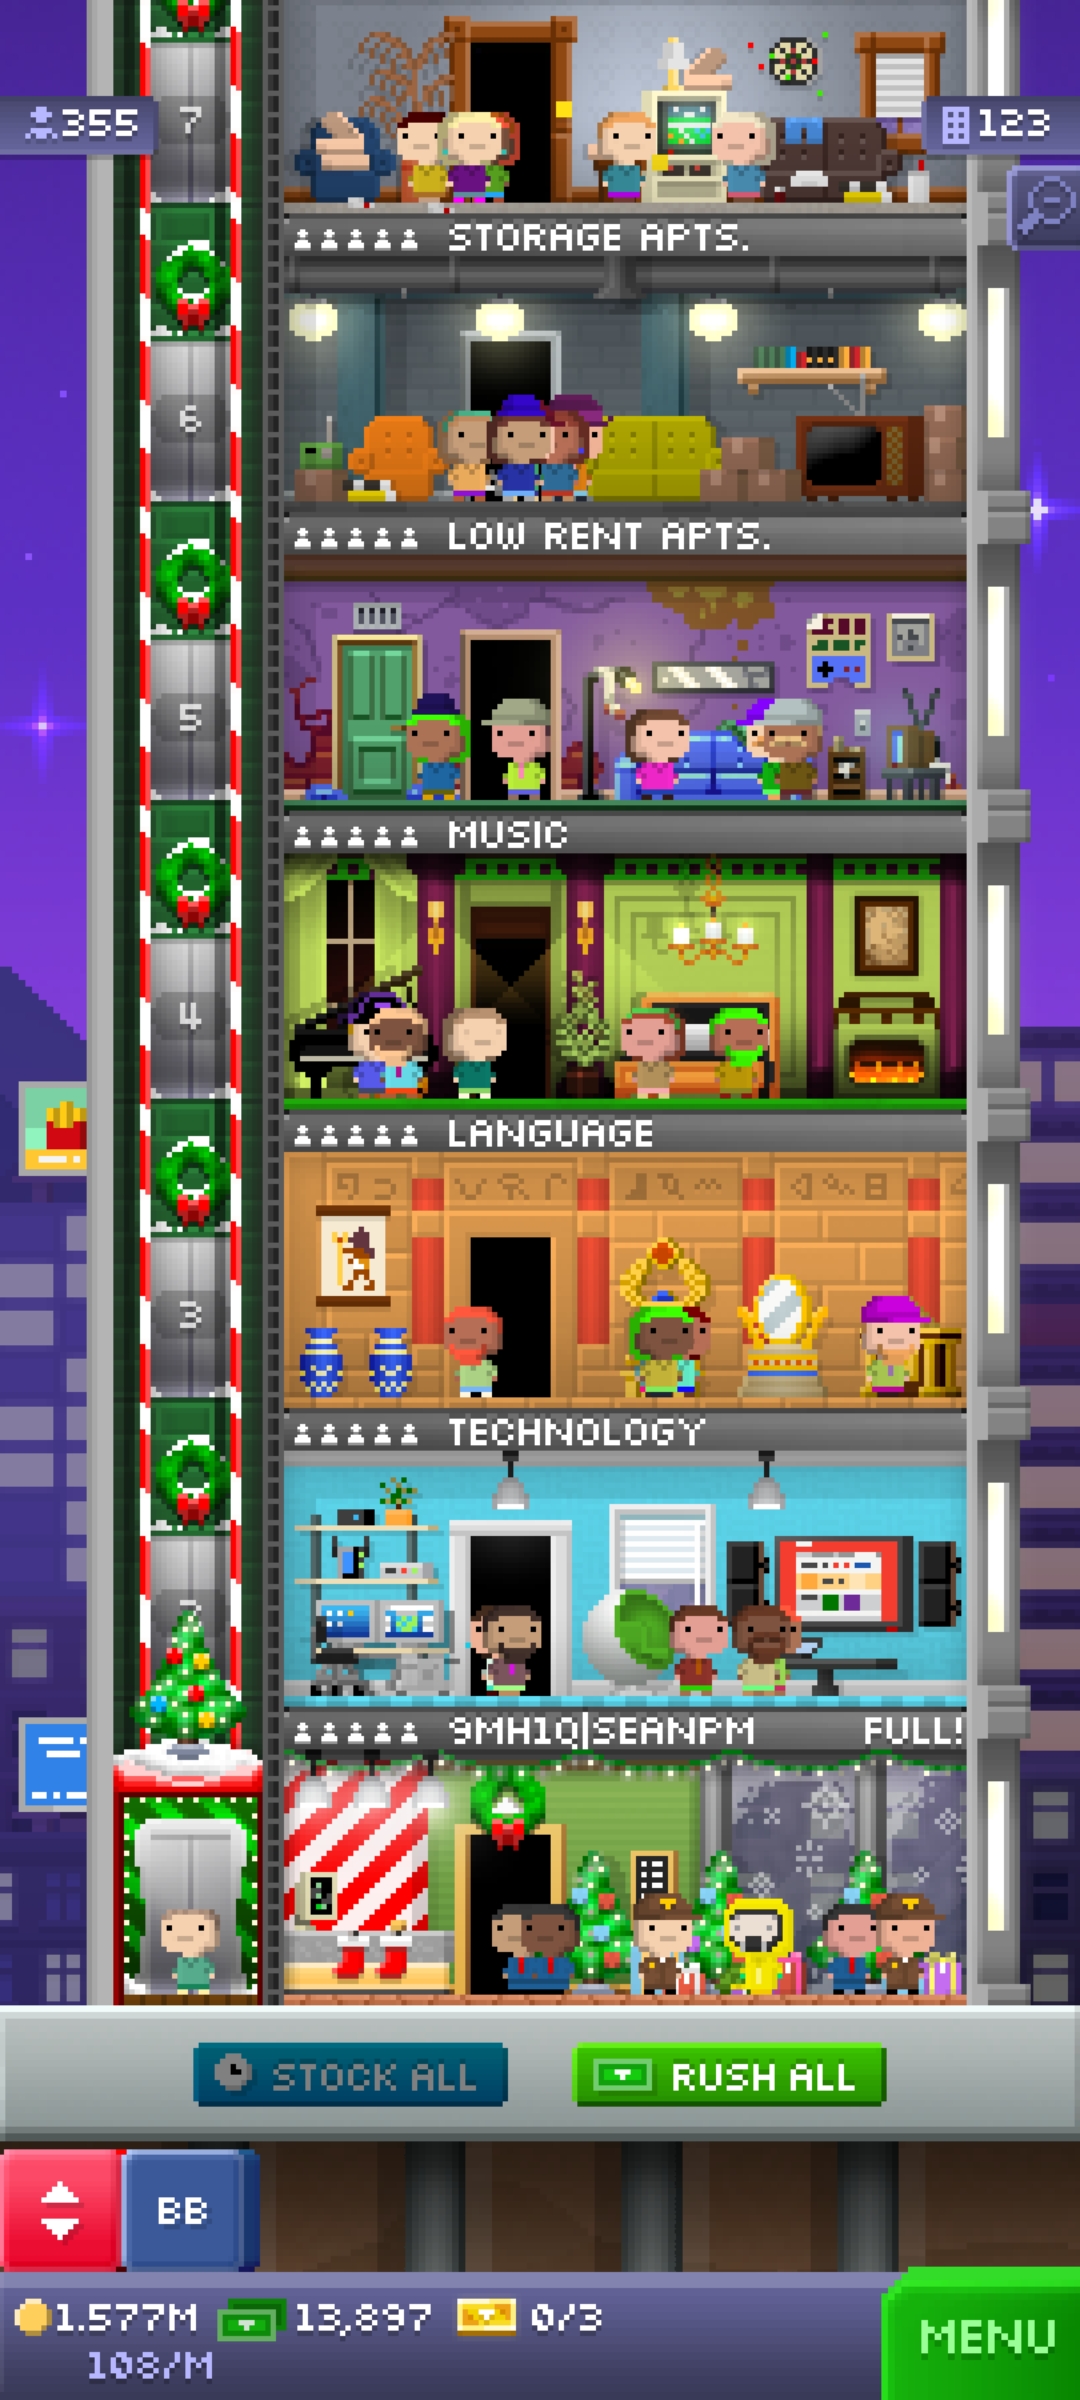 7
355
123
STORAGE APTS.
6
LOW RENT APTS.
5
MUSIC
4
LANGUAGE
3
TECHNOLOGY
9MH1Q|SEANPM FULL!
STOCK ALL
RUSH ALL
BB
1.577M 13,897 0/3
108/M
MENU